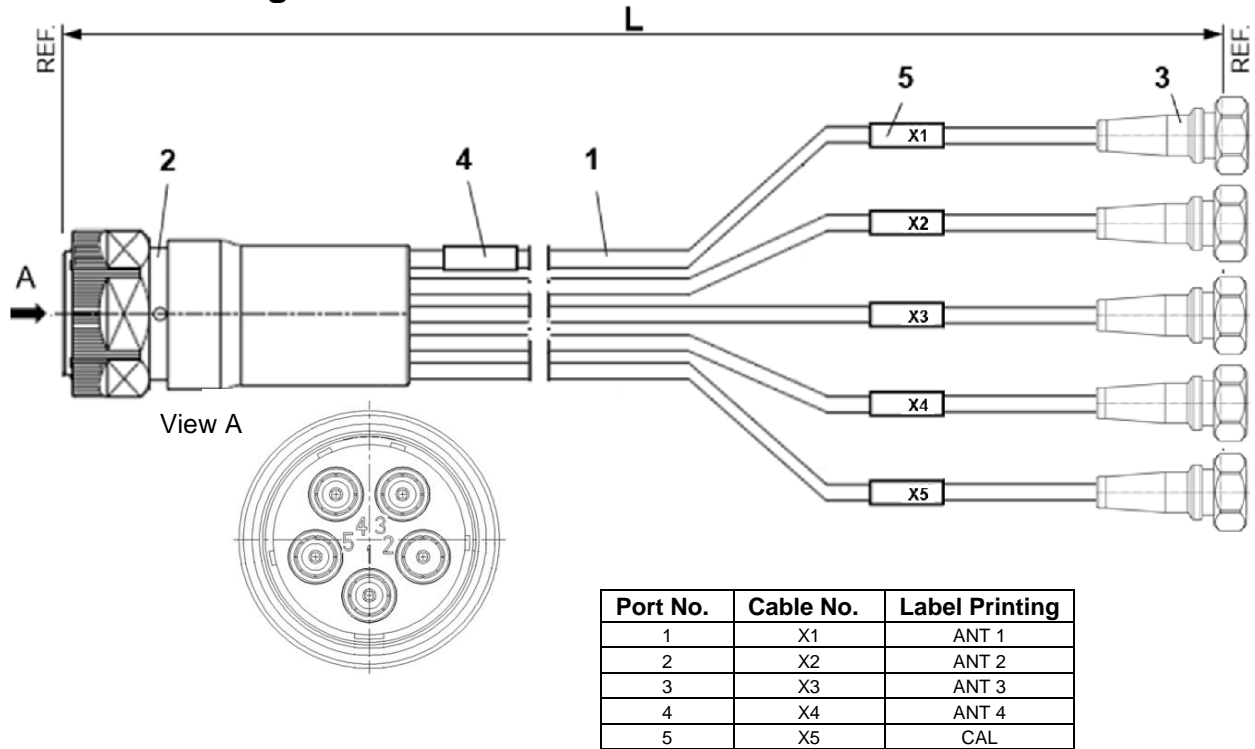 L
REF.
REF.
5
3
X1
2
4
1
X2
A
X3
X4
View A
X5
4 3
5 2
1
Port No. Cable No. Label Printing
1 X1 ANT 1
2 X2 ANT 2
3 X3 ANT 3
4 X4 ANT 4
5 X5 CAL